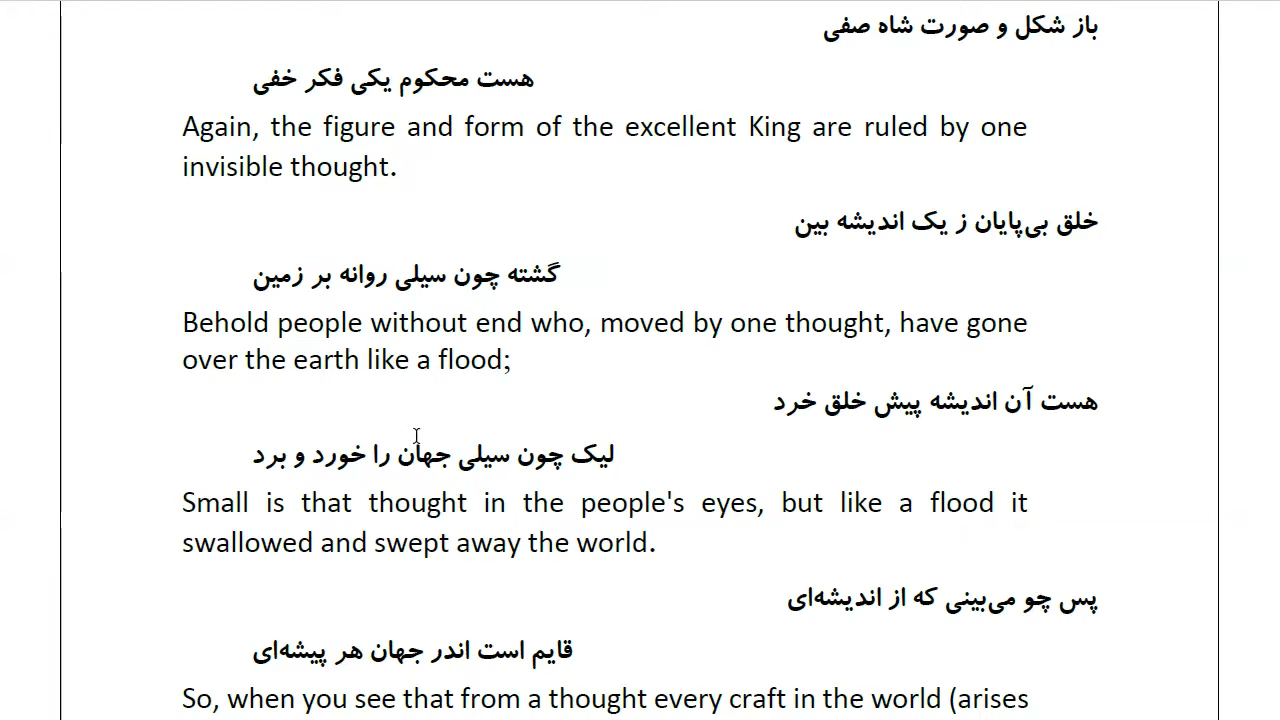 باز شکل و صورت شاه صفی
هست محکوم یکی فکر خفی
Again, the figure and form of the excellent King are ruled by one
invisible thought.
خلق بی‌پایان ز یک اندیشه بین
گشته چون سیلی روانه بر زمین
Behold people without end who, moved by one thought, have gone
over the earth like a flood;
هست آن اندیشه پیش خلق خرد
لیک چون سیلی جهان را خورد و برد
Small is that thought in the people's eyes, but like a flood it
swallowed and swept away the world.
پس چو می‌بینی که از اندیشه‌ای
قایم است اندر جهان هر پیشه‌ای
So, when you see that from a thought every craft in the world (arises